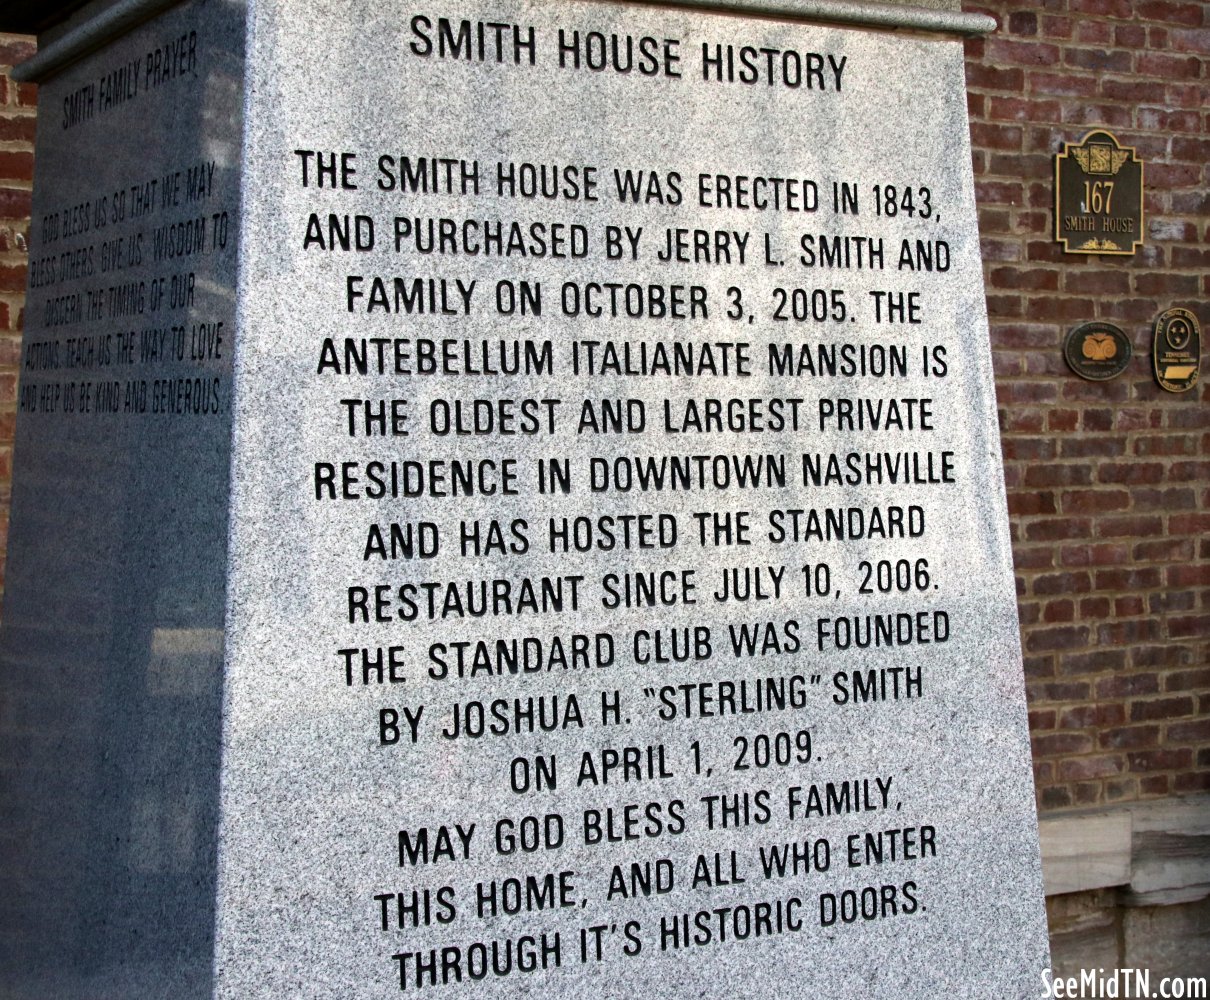 SMITH FAMILY PRAYER
GOD BLESS US SO THAT WE MAY
BLESS OTHERS. GIVE US WISDOM TO
DISCERN THE TIMING OF OUR
ACTIONS. TEACH US THE WAY TO LOVE
AND HELP US BE KIND AND GENEROUS.
SMITH HOUSE HISTORY
THE SMITH HOUSE WAS ERECTED IN 1843,
AND PURCHASED BY JERRY L. SMITH AND
FAMILY ON OCTOBER 3, 2005. THE
ANTEBELLUM ITALIANATE MANSION IS
THE OLDEST AND LARGEST PRIVATE
RESIDENCE IN DOWNTOWN NASHVILLE
AND HAS HOSTED THE STANDARD
RESTAURANT SINCE JULY 10, 2006.
THE STANDARD CLUB WAS FOUNDED
BY JOSHUA H. "STERLING" SMITH
ON APRIL 1, 2009.
MAY GOD BLESS THIS FAMILY,
THIS HOME, AND ALL WHO ENTER
THROUGH IT'S HISTORIC DOORS.
167
SMITH HOUSE
TENNESSEE
SeeMidTN.com